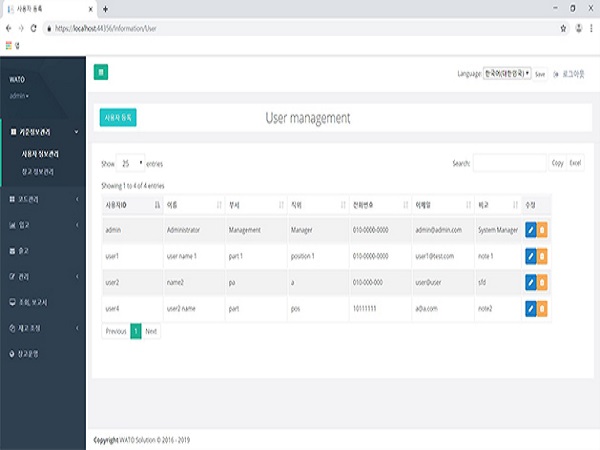 사용자 등록
https://localhost:44356/Information/User
앱
WATO
admin
Language: 한국어(대한민국) Save 로그아웃
기준정보관리
사용자 정보관리
창고 정보관리
코드관리
입고
출고
관리
조회, 보고서
재고 조정
창고운영
사용자 등록
User management
Show 25 entries
Search: Copy Excel
Showing 1 to 4 of 4 entries
사용자ID 이름 부서 직위 전화번호 이메일 비고 수정
admin Administrator Management Manager 010-0000-0000 admin@admin.com System Manager
user1 user name 1 part 1 position 1 010-0000-0000 user1@test.com note 1
user2 name2 pa a 010-000-000 user@user sfd
user4 user2 name part pos 10111111 a@a.com note2
Previous 1 Next
Copyright WATO Solution © 2016 - 2019